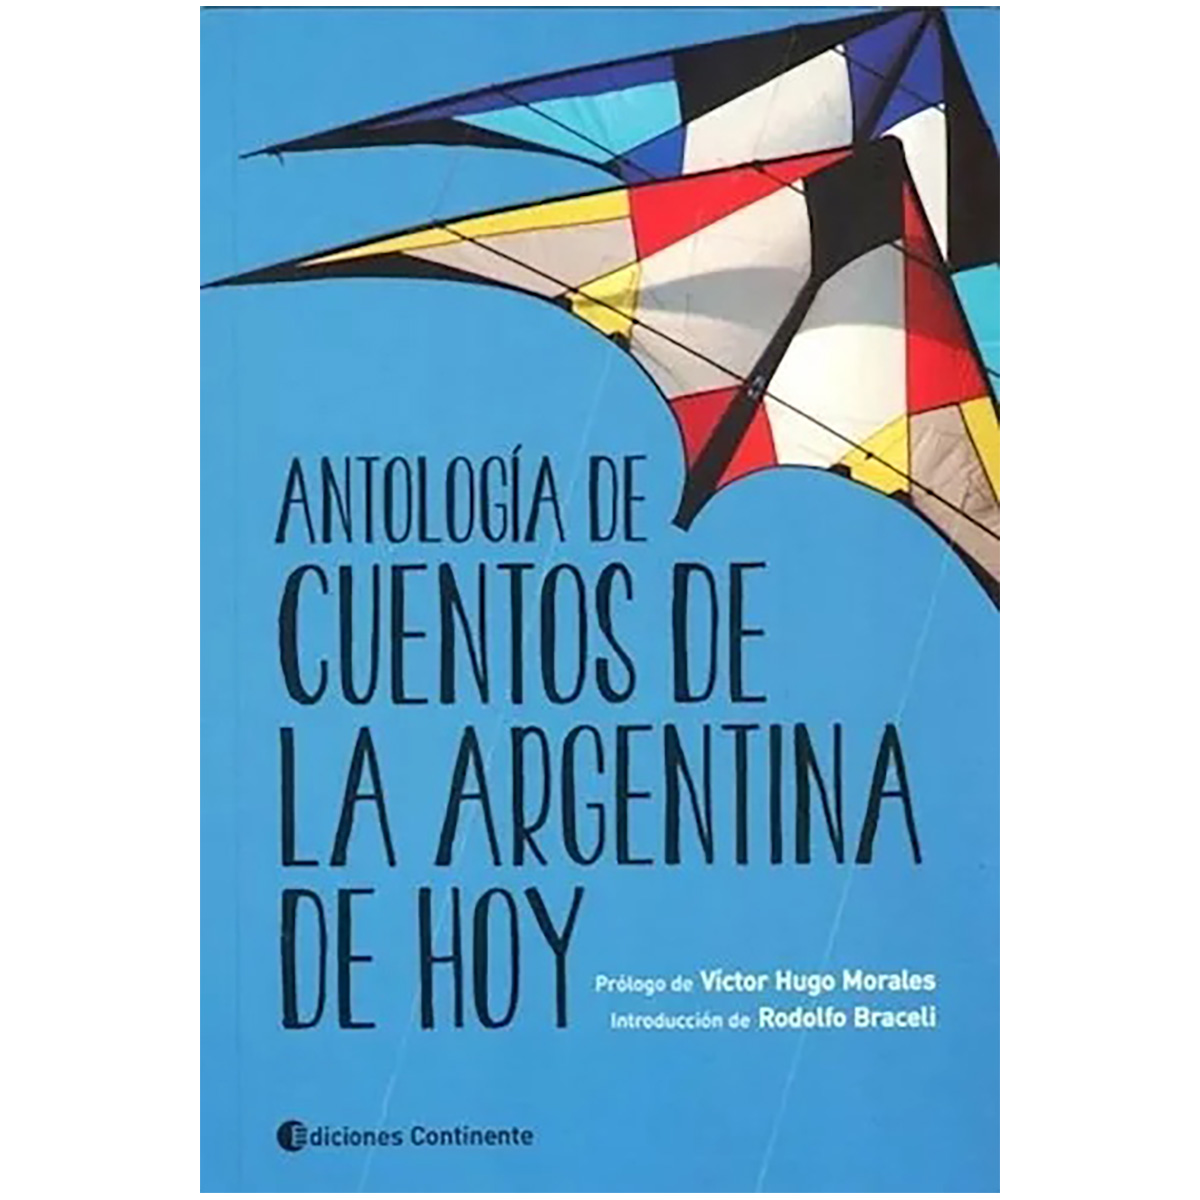 ANTOLOGÍA DE
CUENTOS DE
LA ARGENTINA
DE HOY
Prólogo de Víctor Hugo Morales
Introducción de Rodolfo Braceli
Ediciones Continente